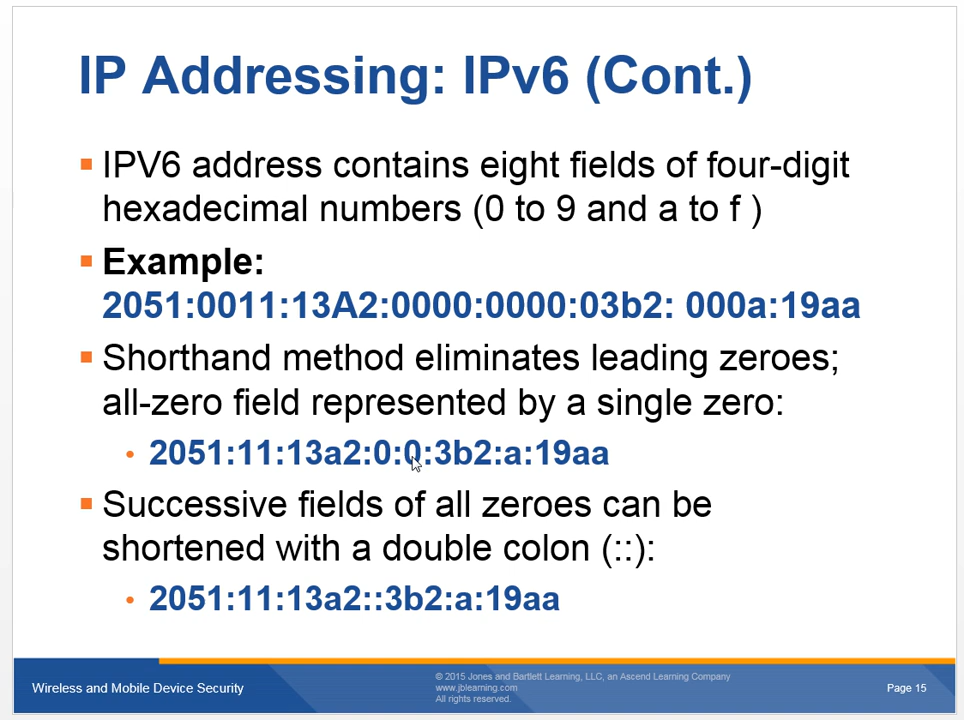 IP Addressing: IPv6 (Cont.)
IPV6 address contains eight fields of four-digit
hexadecimal numbers (0 to 9 and a to f )
Example:
2051:0011:13A2:0000:0000:03b2: 000a:19aa
Shorthand method eliminates leading zeroes;
all-zero field represented by a single zero:
2051:11:13a2:0:0:3b2:a:19aa
Successive fields of all zeroes can be
shortened with a double colon (::):
2051:11:13a2::3b2:a:19aa
Wireless and Mobile Device Security
© 2015 Jones and Bartlett Learning, LLC, an Ascend Learning Company
www.jblearning.com
All rights reserved.
Page 15